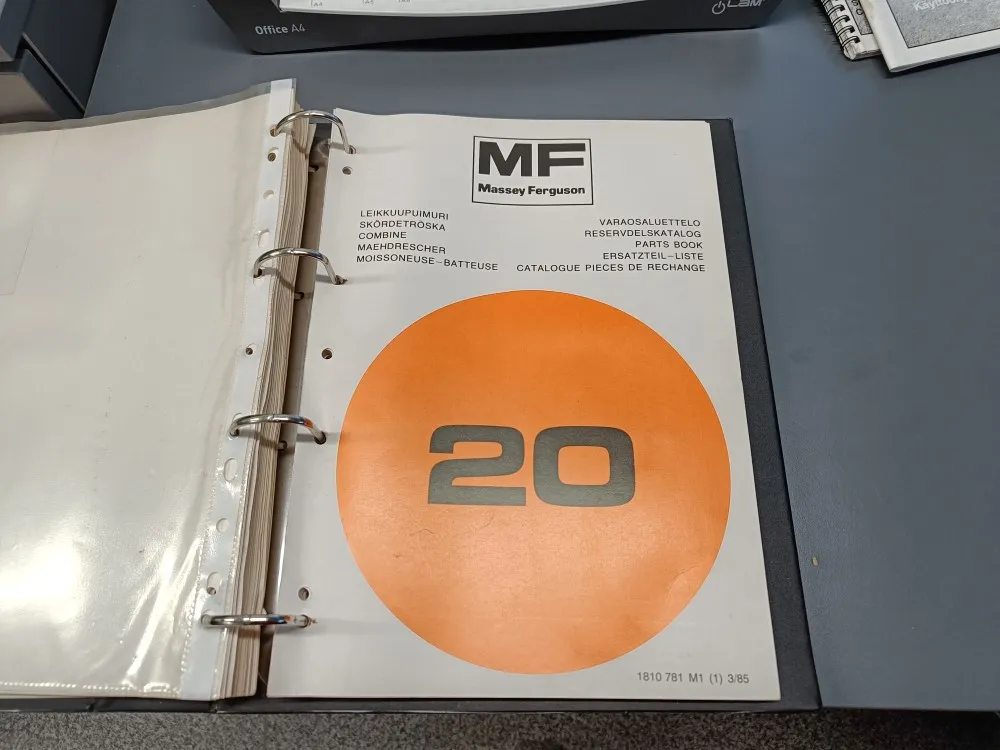 Office A4
LAM
MF
Massey Ferguson
LEIKKUUPUIMURI
SKÖRDETRÖSKA
COMBINE
MAEHDRESCHER
MOISSONEUSE-BATTEUSE
VARAOSALUETTELO
RESERVDELSKATALOG
PARTS BOOK
ERSATZTEIL-LISTE
CATALOGUE PIECES DE RECHANGE
20
1810 781 M1 (1) 3/85